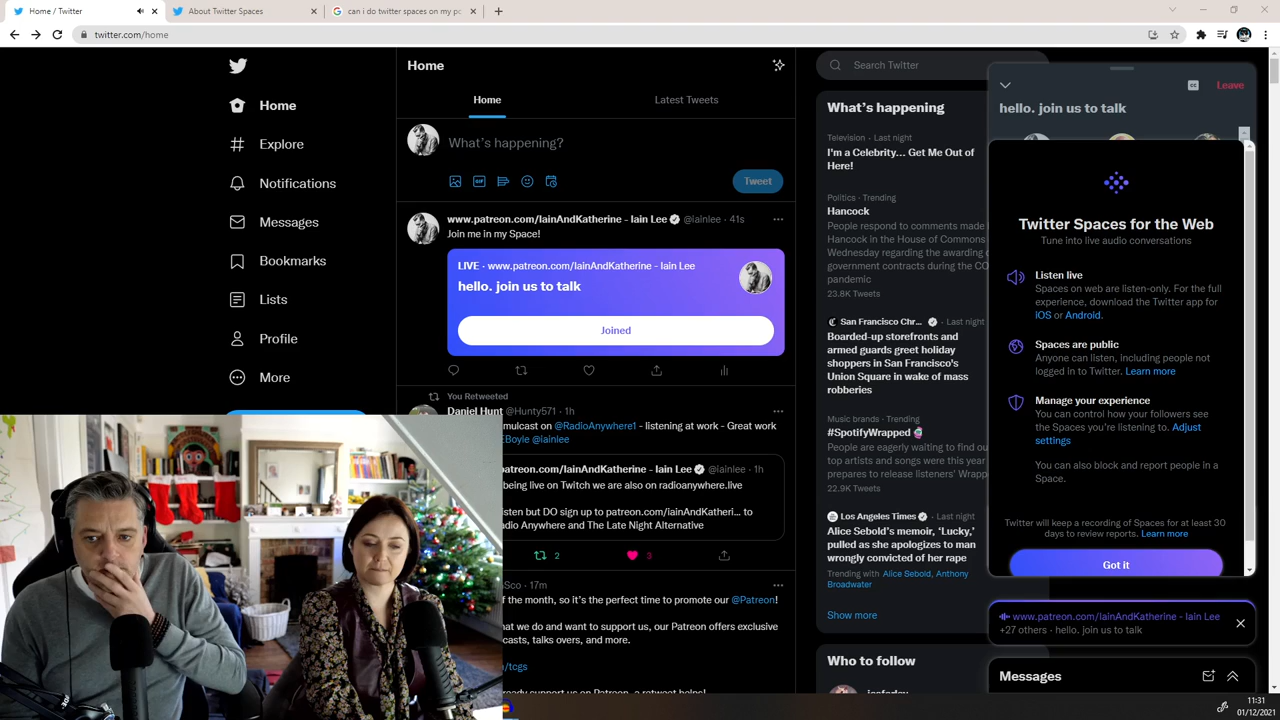 Home / Twitter
About Twitter Spaces
can i do twitter spaces on my pc
twitter.com/home
Home
Explore
Notifications
Messages
Bookmarks
Lists
Profile
More
Home
Home
Latest Tweets
What's happening?
Tweet
www.patreon.com/IainAndKatherine - Iain Lee @iainlee · 41s
Join me in my Space!
LIVE · www.patreon.com/IainAndKatherine - Iain Lee
hello. join us to talk
Joined
You Retweeted
Daniel Hunt @Hunty571 · 1h
mulcast on @RadioAnywhere1 - listening at work - Great work
Boyle @iainlee
patreon.com/IainAndKatherine - Iain Lee @iainlee · 1h
being live on Twitch we are also on radioanywhere.live
isten but DO sign up to patreon.com/IainAndKatheri... to
dio Anywhere and The Late Night Alternative
2
3
Sco · 17m
f the month, so it's the perfect time to promote our @Patreon!
hat we do and want to support us, our Patreon offers exclusive
casts, talks overs, and more.
/tcgs
ready support us on Patreon, a retweet helps!
Search Twitter
What's happening
Television · Last night
I'm a Celebrity... Get Me Out of
Here!
Politics · Trending
Hancock
People respond to comments made
Hancock in the House of Commons
Wednesday regarding the awarding
government contracts during the CO
pandemic
23.8K Tweets
San Francisco Chr... · Last night
Boarded-up storefronts and
armed guards greet holiday
shoppers in San Francisco's
Union Square in wake of mass
robberies
Music brands · Trending
#SpotifyWrapped
People are eagerly waiting to find ou
top artists and songs were this year
prepares to release listeners' Wrapp
22.9K Tweets
Los Angeles Times · Last night
Alice Sebold's memoir, 'Lucky,'
pulled as she apologizes to man
wrongly convicted of her rape
Trending with Alice Sebold, Anthony
Broadwater
Show more
Who to follow
Leave
hello. join us to talk
Twitter Spaces for the Web
Tune into live audio conversations
Listen live
Spaces on web are listen-only. For the full
experience, download the Twitter app for
iOS or Android.
Spaces are public
Anyone can listen, including people not
logged in to Twitter. Learn more
Manage your experience
You can control how your followers see
the Spaces you're listening to. Adjust
settings
You can also block and report people in a
Space.
Twitter will keep a recording of Spaces for at least 30
days to review reports. Learn more
Got it
www.patreon.com/IainAndKatherine - Iain Lee
+27 others · hello. join us to talk
Messages
11:31
01/12/2021